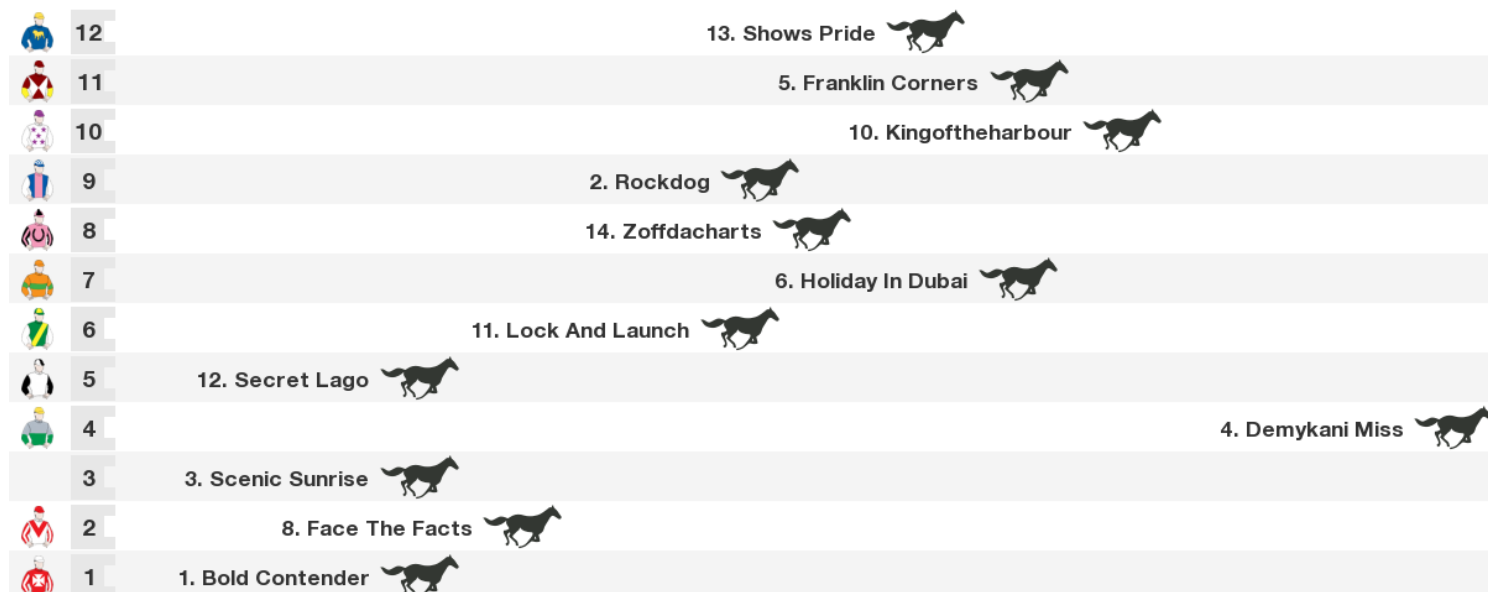 12 13. Shows Pride
11 5. Franklin Corners
10 10. Kingoftheharbour
9 2. Rockdog
8 14. Zoffdacharts
7 6. Holiday In Dubai
6 11. Lock And Launch
5 12. Secret Lago
4 4. Demykani Miss
3 3. Scenic Sunrise
2 8. Face The Facts
1 1. Bold Contender